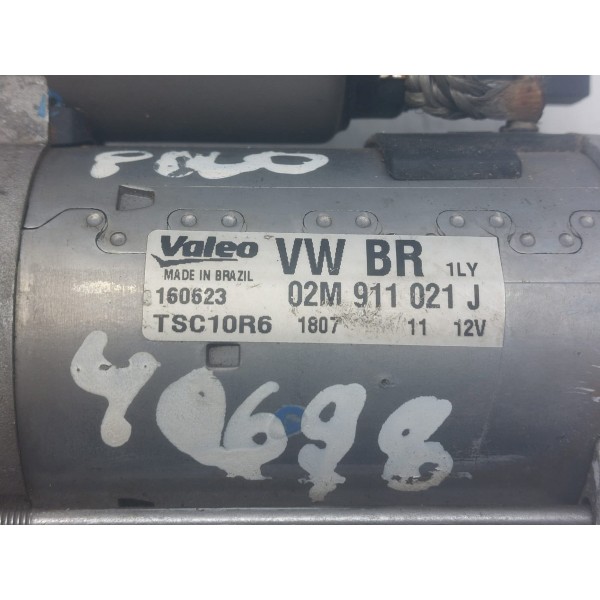 POLO
Valeo VW BR 1LY
MADE IN BRAZIL
160623 02M 911 021 J
TSC10R6 1807 11 12V
40698